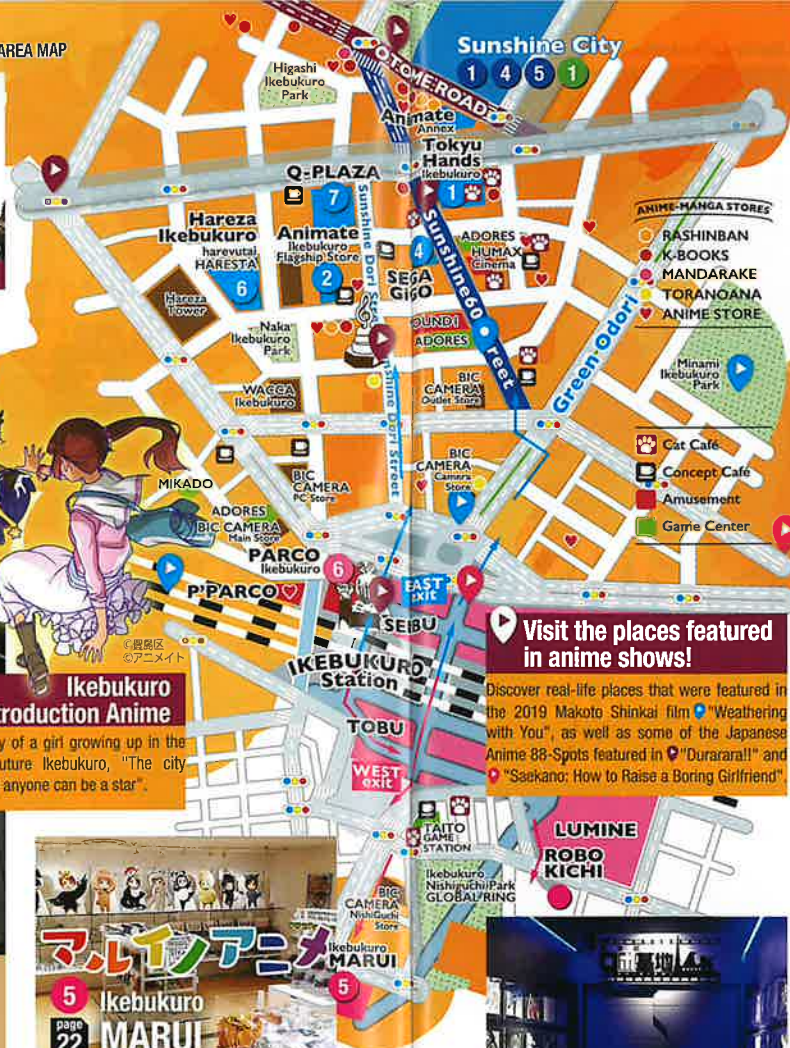 AREA MAP
Sunshine City
1 4 5 1
OTOME ROAD
Higashi
Ikebukuro
Park
Animate
Annex
Tokyu
Hands
Ikebukuro
1
Q-PLAZA
7
Hareza
Ikebukuro
harevutai
HARESTA
6
Animate
Ikebukuro
Flagship Store
2
Sunshine Dori
4
SEGA
GiGO
ADORES
HUMAX
Cinema
Sunshine60
reet
Hareza
Tower
Naka
Ikebukuro
Park
OUND1
ADORES
Green Odori
ANIME-MANGA STORES
RASHINBAN
K-BOOKS
MANDARAKE
TORANOANA
ANIME STORE
Minami
Ikebukuro
Park
WACCA
Ikebukuro
nshine Dori Street
BIC
CAMERA
Outlet Store
Cat Café
Concept Café
Amusement
Game Center
MIKADO
BIC
CAMERA
PC Store
BIC
CAMERA
Camera
Store
ADORES
BIC CAMERA
Main Store
PARCO
Ikebukuro
6
P'PARCO
EAST
exit
SEIBU
IKEBUKURO
Station
TOBU
WEST
exit
©豊島区
©アニメイト
Ikebukuro
troduction Anime
y of a girl growing up in the
uture Ikebukuro, "The city
anyone can be a star".
Visit the places featured
in anime shows!
Discover real-life places that were featured in
the 2019 Makoto Shinkai film "Weathering
with You", as well as some of the Japanese
Anime 88-Spots featured in "Durarara!!" and
"Saekano: How to Raise a Boring Girlfriend".
TAITO
GAME
STATION
LUMINE
ROBO
KICHI
Ikebukuro
Nishiguchi Park
GLOBAL RING
BIC
CAMERA
NishiGuchi
Store
Ikebukuro
MARUI
5
マルイノアニメ
5
Ikebukuro
page
22
MARUI